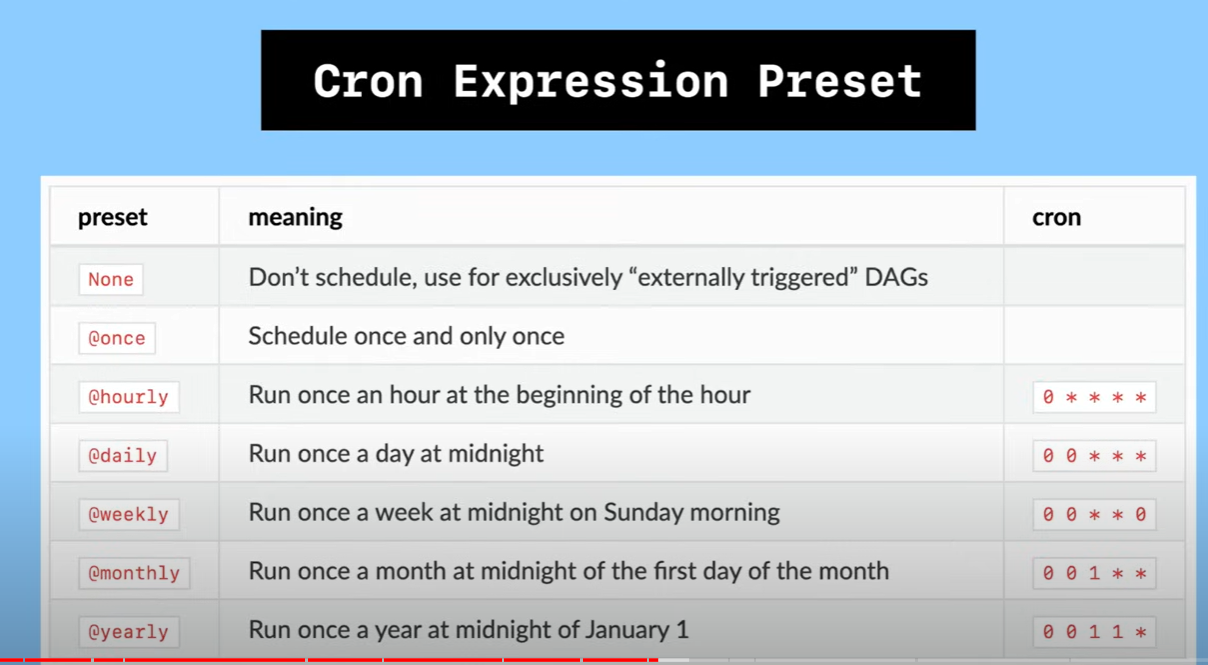 Cron Expression Preset
preset meaning cron
None Don’t schedule, use for exclusively “externally triggered” DAGs
@once Schedule once and only once
@hourly Run once an hour at the beginning of the hour 0 * * * *
@daily Run once a day at midnight 0 0 * * *
@weekly Run once a week at midnight on Sunday morning 0 0 * * 0
@monthly Run once a month at midnight of the first day of the month 0 0 1 * *
@yearly Run once a year at midnight of January 1 0 0 1 1 *